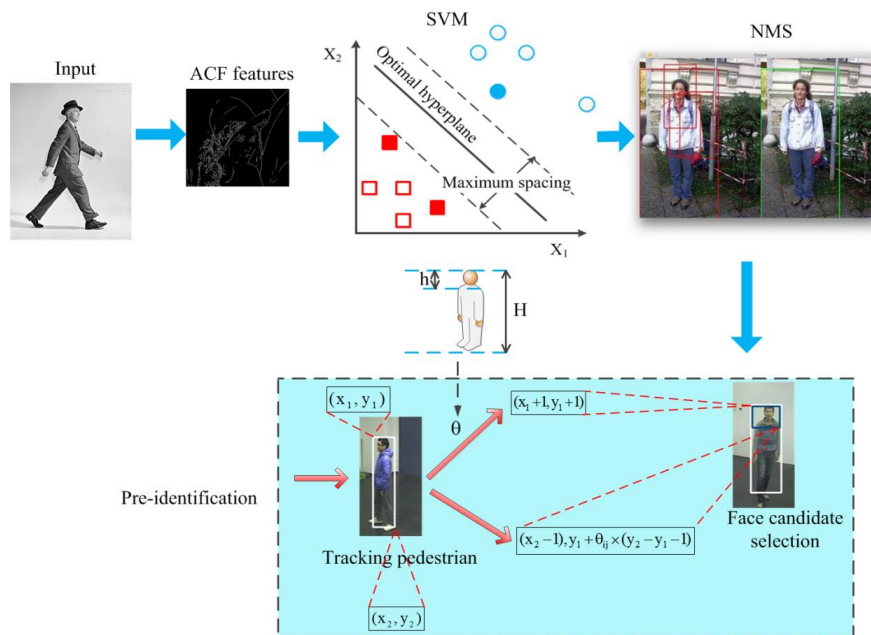 SVM
NMS
Input
ACF features
X₂
Optimal hyperplane
Maximum spacing
X₁
h
H
θ
(x₁, y₁)
(x₁+1, y₁+1)
Pre-identification
Tracking pedestrian
(x₂−1), y₁+θᵢⱼ×(y₂−y₁−1)
Face candidate
selection
(x₂, y₂)